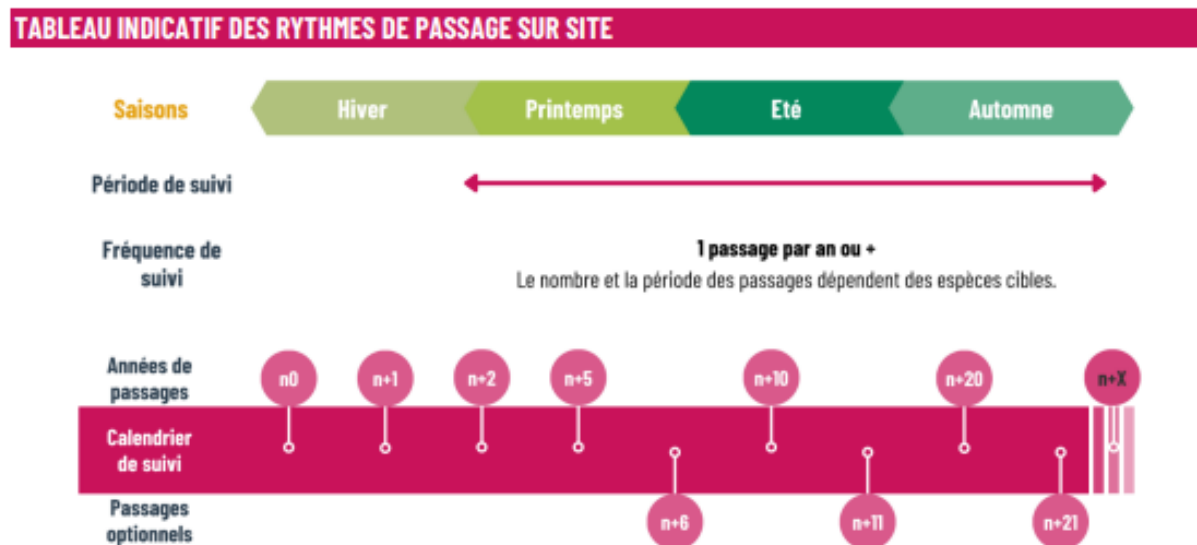 TABLEAU INDICATIF DES RYTHMES DE PASSAGE SUR SITE
Saisons
Hiver
Printemps
Eté
Automne
Période de suivi
Fréquence de
suivi
1 passage par an ou +
Le nombre et la période des passages dépendent des espèces cibles.
Années de
passages
n0
n+1
n+2
n+5
n+10
n+20
n+X
Calendrier
de suivi
Passages
optionnels
n+6
n+11
n+21